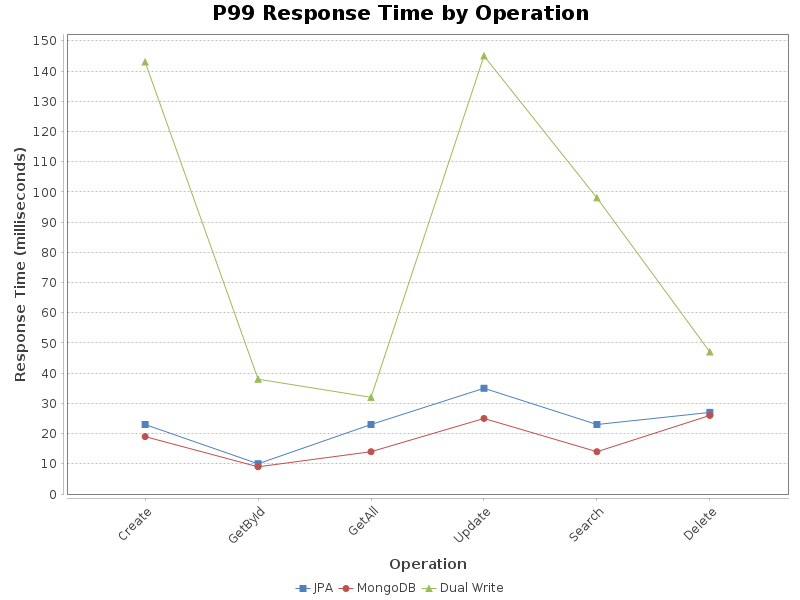 P99 Response Time by Operation
Response Time (milliseconds)
150
140
130
120
110
100
90
80
70
60
50
40
30
20
10
0
Create
GetById
GetAll
Update
Search
Delete
Operation
JPA MongoDB Dual Write